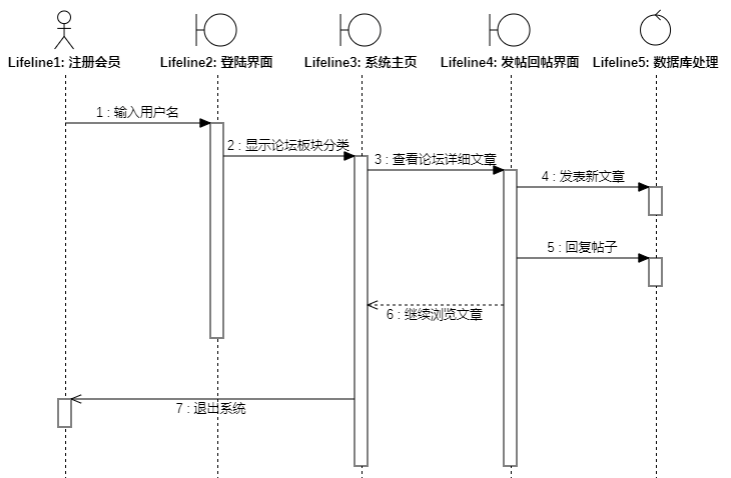 Lifeline1: 注册会员
Lifeline2: 登陆界面
Lifeline3: 系统主页
Lifeline4: 发帖回帖界面
Lifeline5: 数据库处理
1 : 输入用户名
2 : 显示论坛板块分类
3 : 查看论坛详细文章
4 : 发表新文章
5 : 回复帖子
6 : 继续浏览文章
7 : 退出系统